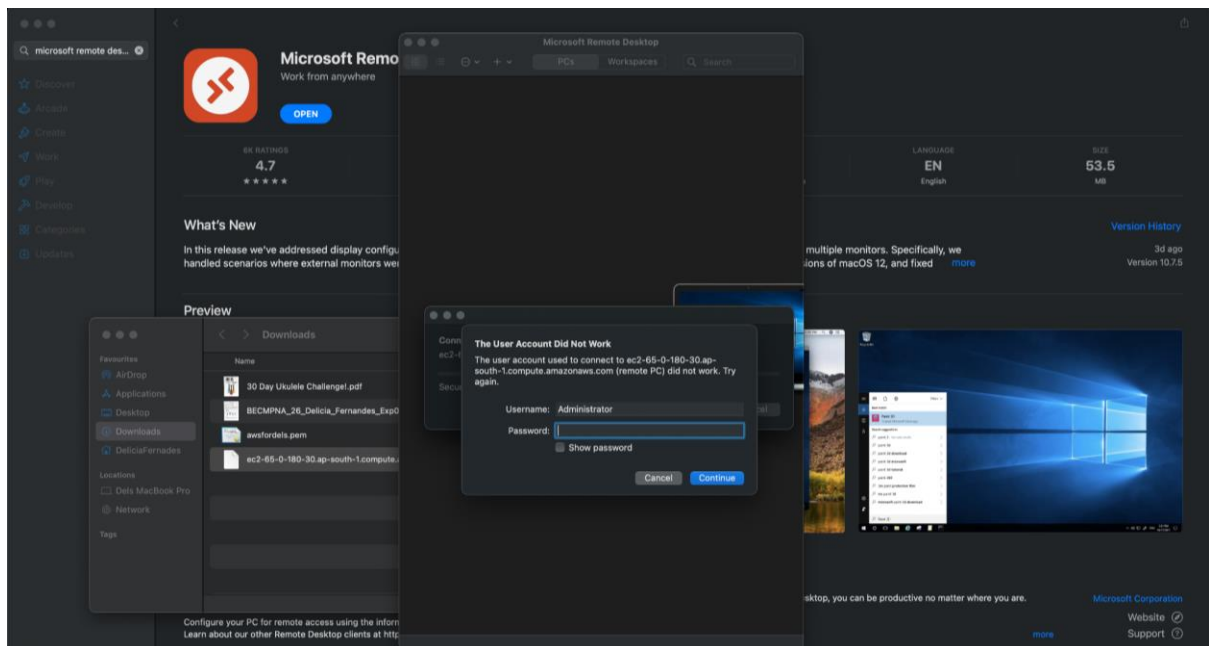 microsoft remote des...
Discover
Arcade
Create
Work
Play
Develop
Categories
Updates
Microsoft Remo
Work from anywhere
OPEN
6K RATINGS
4.7
★★★★★
LANGUAGE
EN
English
SIZE
53.5
MB
What's New
Version History
In this release we've addressed display configu
multiple monitors. Specifically, we
3d ago
handled scenarios where external monitors wer
ions of macOS 12, and fixed
more
Version 10.7.5
Preview
Microsoft Remote Desktop
PCs
Workspaces
Search
Downloads
Favourites
AirDrop
Applications
Desktop
Downloads
DeliciaFernades
Locations
Dels MacBook Pro
Network
Tags
Name
30 Day Ukulele Challenge!.pdf
BECMPNA_26_Delicia_Fernandes_Exp0
awsfordels.pem
ec2-65-0-180-30.ap-south-1.compute.
Conn
ec2-6
Secu
The User Account Did Not Work
The user account used to connect to ec2-65-0-180-30.ap-
south-1.compute.amazonaws.com (remote PC) did not work. Try
again.
Username: Administrator
Password:
Show password
Cancel
Continue
sktop, you can be productive no matter where you are.
Microsoft Corporation
Configure your PC for remote access using the inforn
Website
Learn about our other Remote Desktop clients at http
more
Support